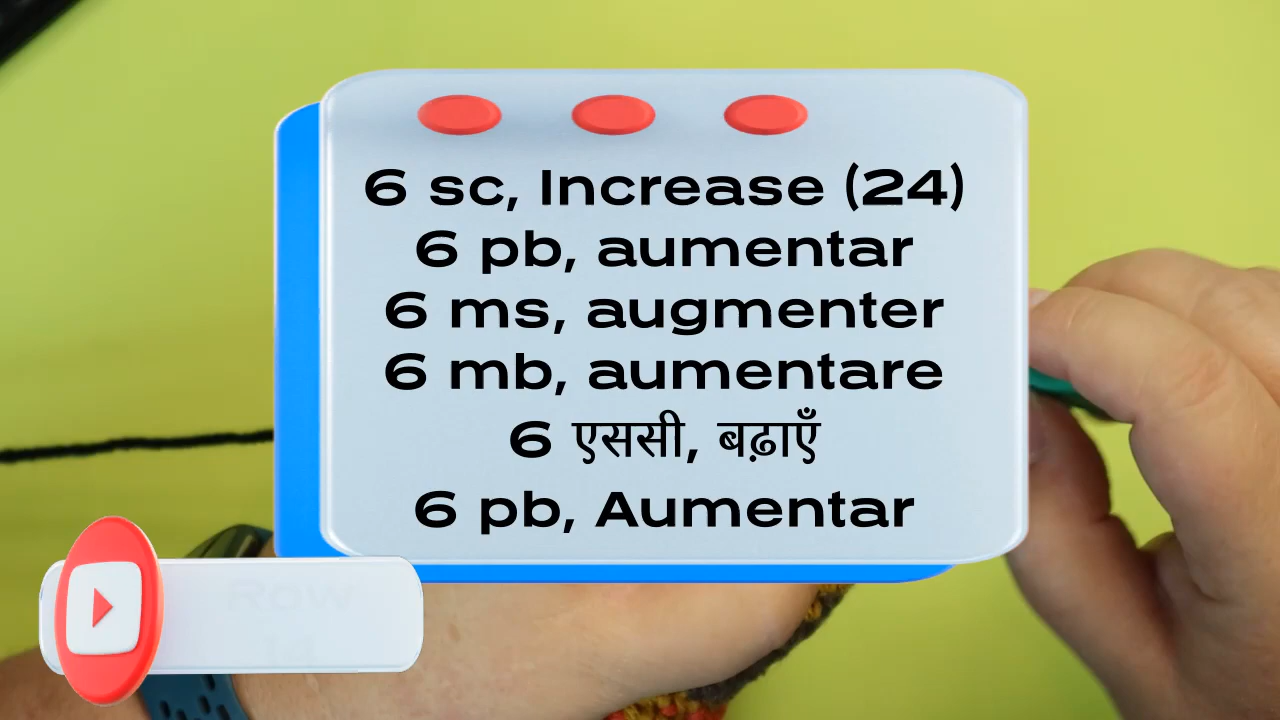 6 sc, Increase (24)
6 pb, aumentar
6 ms, augmenter
6 mb, aumentare
6 एससी, बढ़ाएँ
6 pb, Aumentar
Row